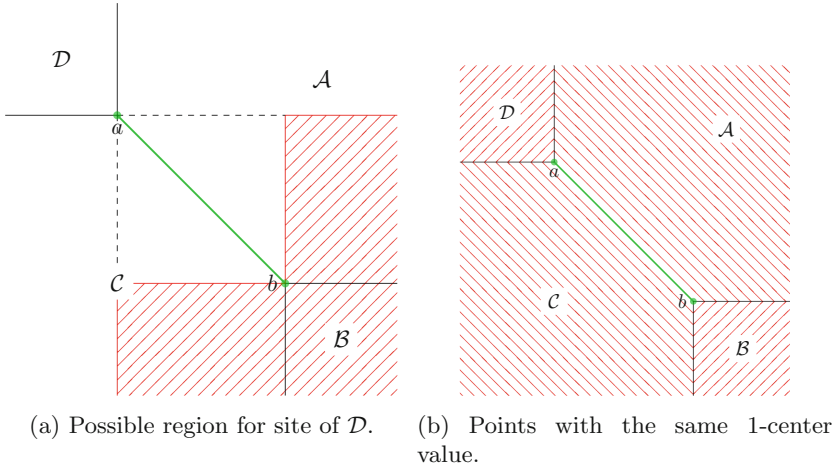 𝒟
𝒜
a
𝒞
b
ℬ
𝒟
𝒜
a
b
𝒞
ℬ
(a) Possible region for site of 𝒟.
(b) Points with the same 1-center
value.